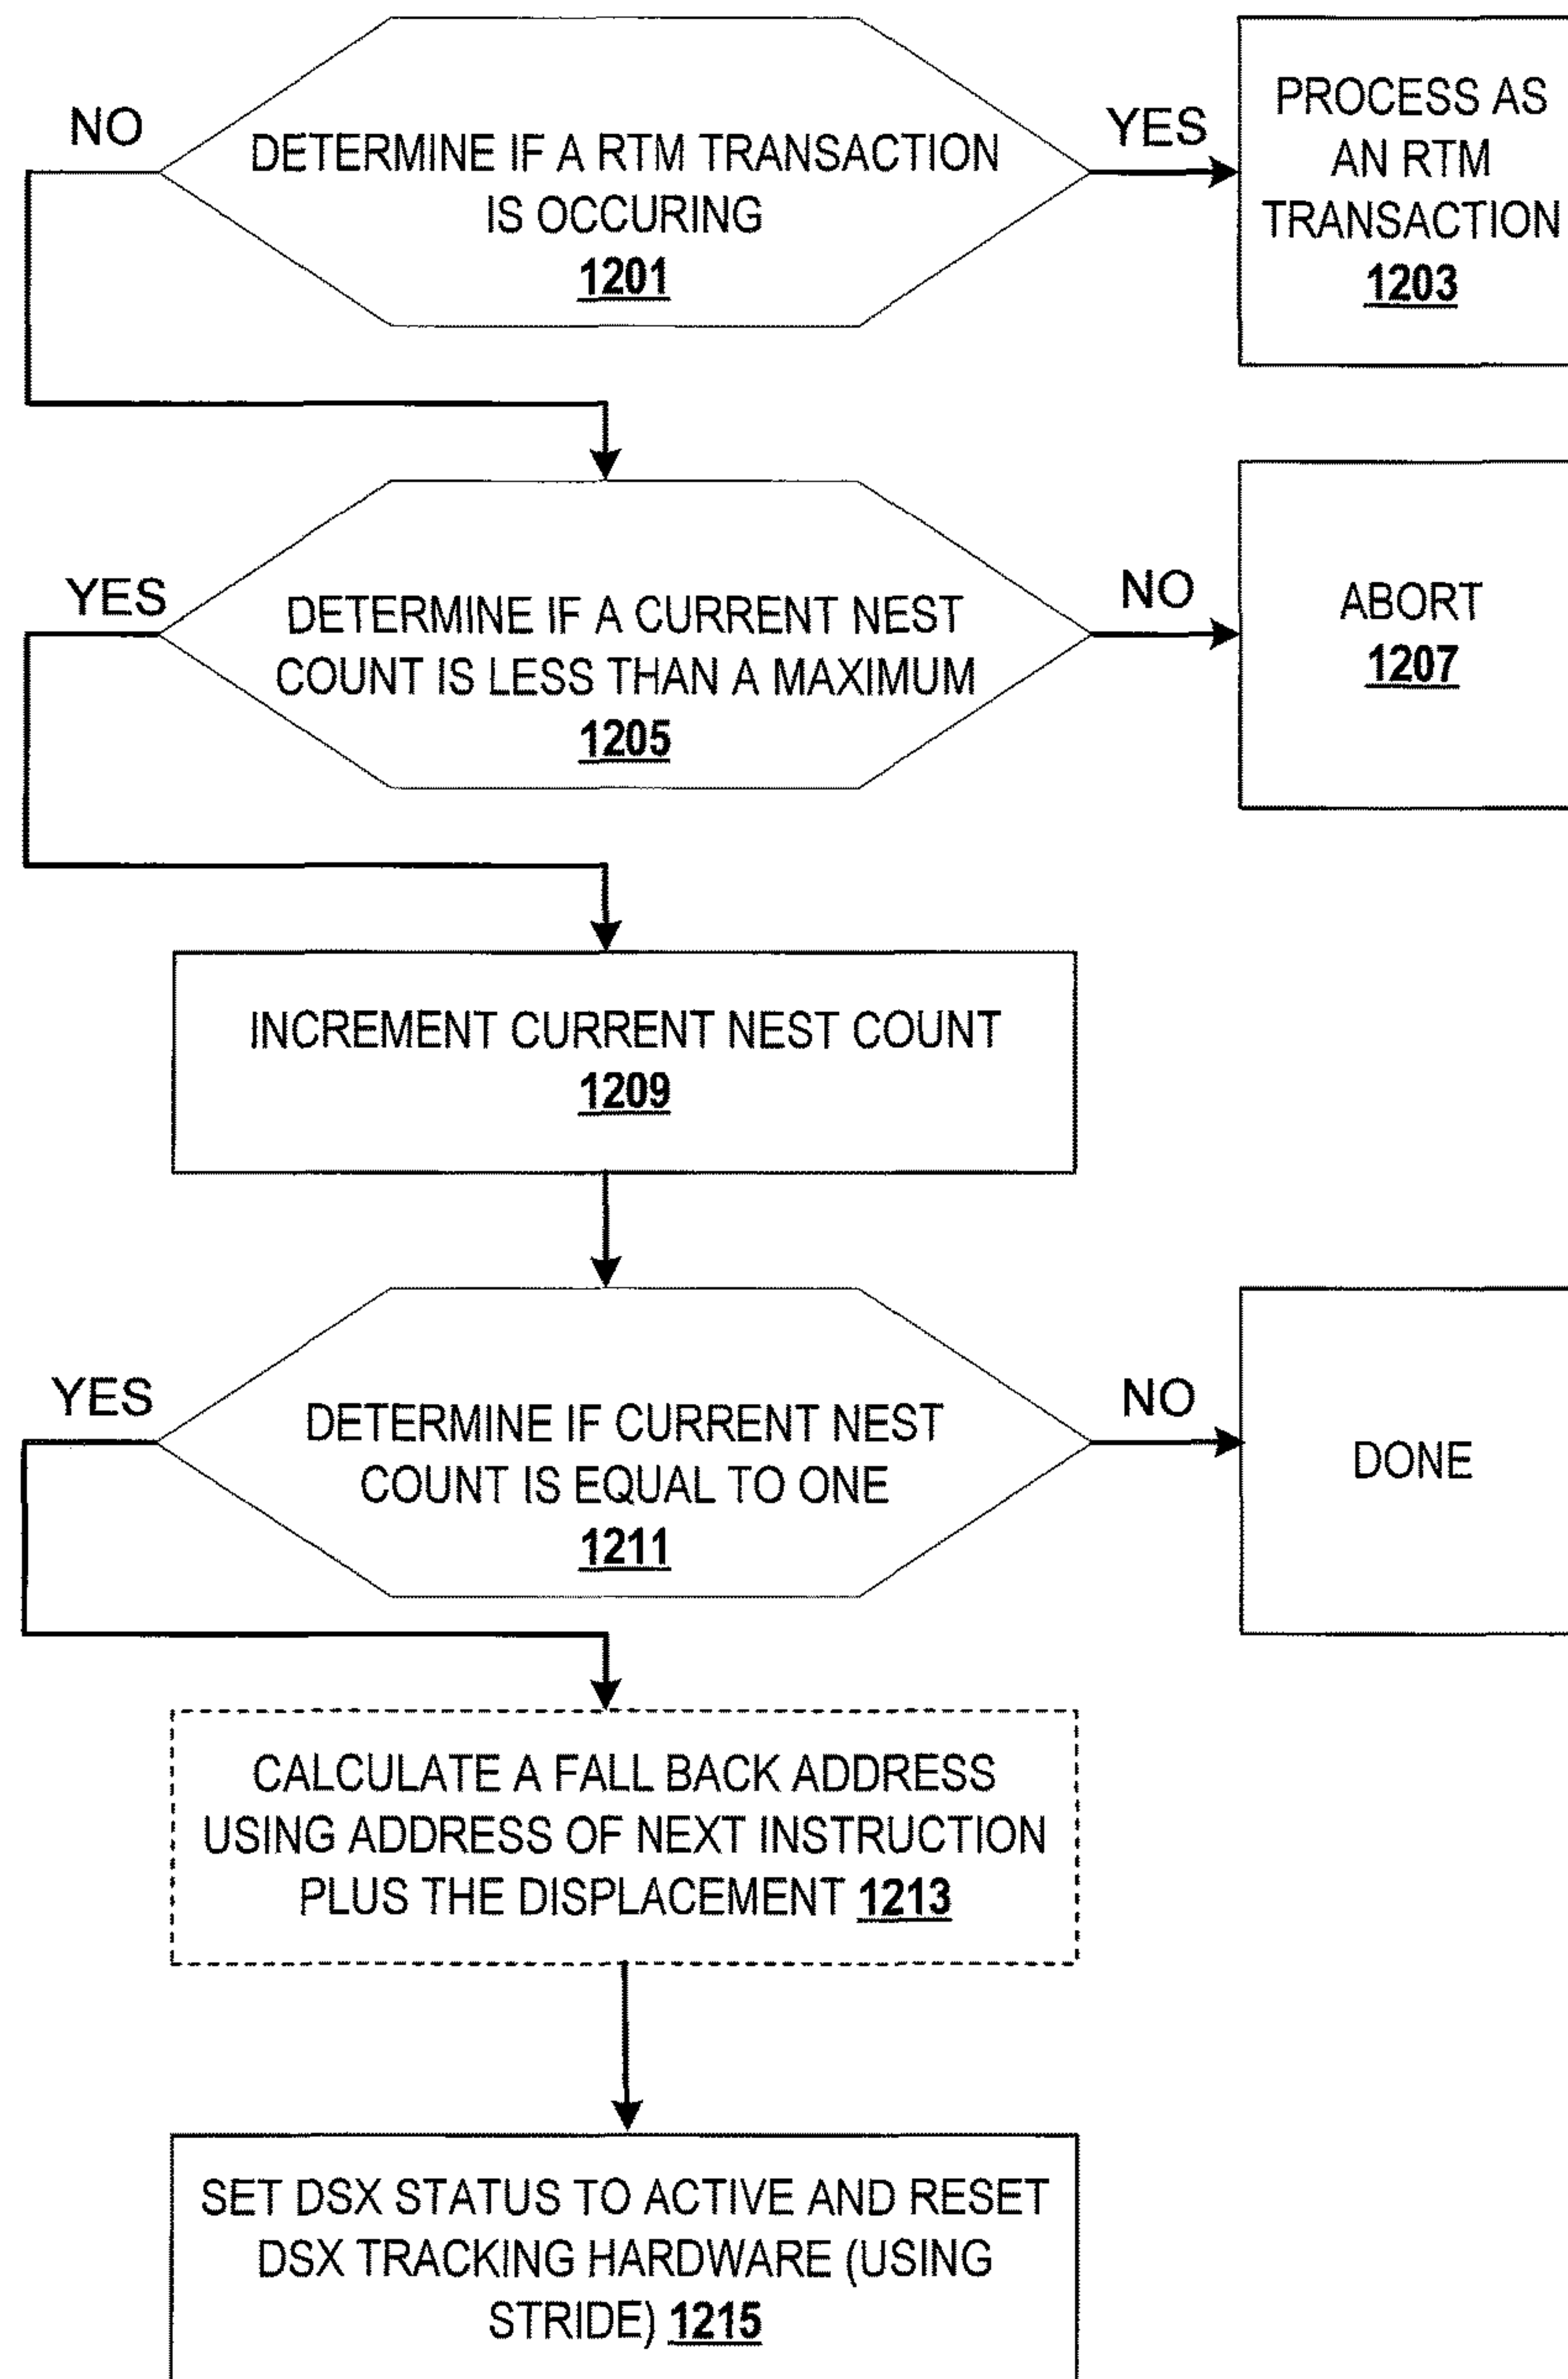 NO
DETERMINE IF A RTM TRANSACTION
IS OCCURING
1201
YES
PROCESS AS
AN RTM
TRANSACTION
1203
YES
DETERMINE IF A CURRENT NEST
COUNT IS LESS THAN A MAXIMUM
1205
NO
ABORT
1207
INCREMENT CURRENT NEST COUNT
1209
YES
DETERMINE IF CURRENT NEST
COUNT IS EQUAL TO ONE
1211
NO
DONE
CALCULATE A FALL BACK ADDRESS
USING ADDRESS OF NEXT INSTRUCTION
PLUS THE DISPLACEMENT 1213
SET DSX STATUS TO ACTIVE AND RESET
DSX TRACKING HARDWARE (USING
STRIDE) 1215